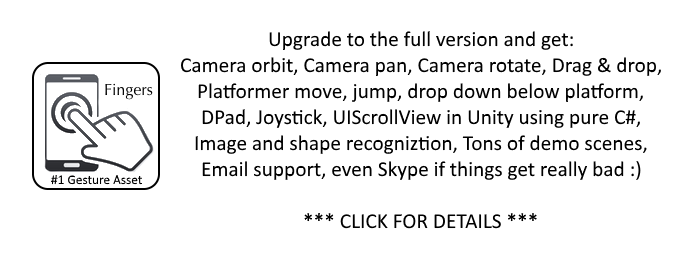 Fingers
#1 Gesture Asset
Upgrade to the full version and get:
Camera orbit, Camera pan, Camera rotate, Drag & drop,
Platformer move, jump, drop down below platform,
DPad, Joystick, UIScrollView in Unity using pure C#,
Image and shape recogniztion, Tons of demo scenes,
Email support, even Skype if things get really bad :)
*** CLICK FOR DETAILS ***